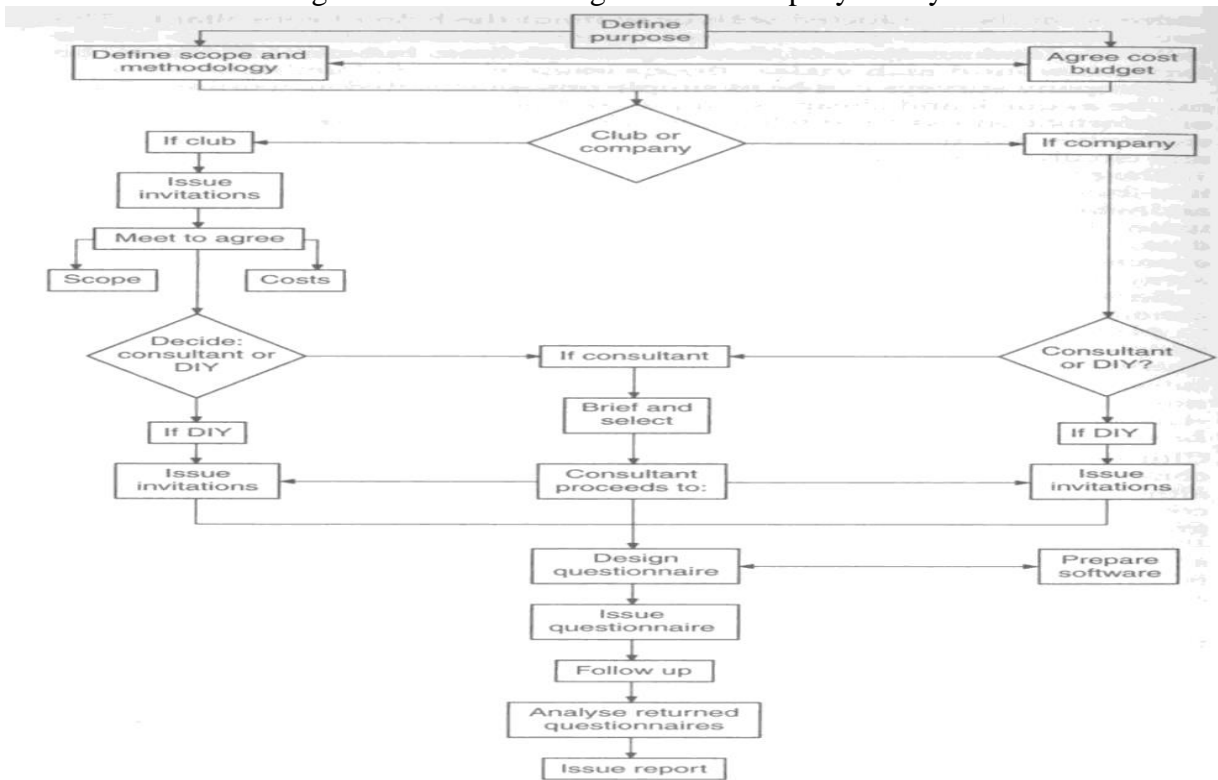 Define
purpose
Define scope and
methodology
Agree cost
budget
Club or
company
If club
If company
Issue
invitations
Meet to agree
Scope
Costs
Decide:
consultant or
DIY
If consultant
Consultant
or DIY?
Brief and
select
If DIY
If DIY
Issue
invitations
Consultant
proceeds to:
Issue
invitations
Design
questionnaire
Prepare
software
Issue
questionnaire
Follow up
Analyse returned
questionnaires
Issue report